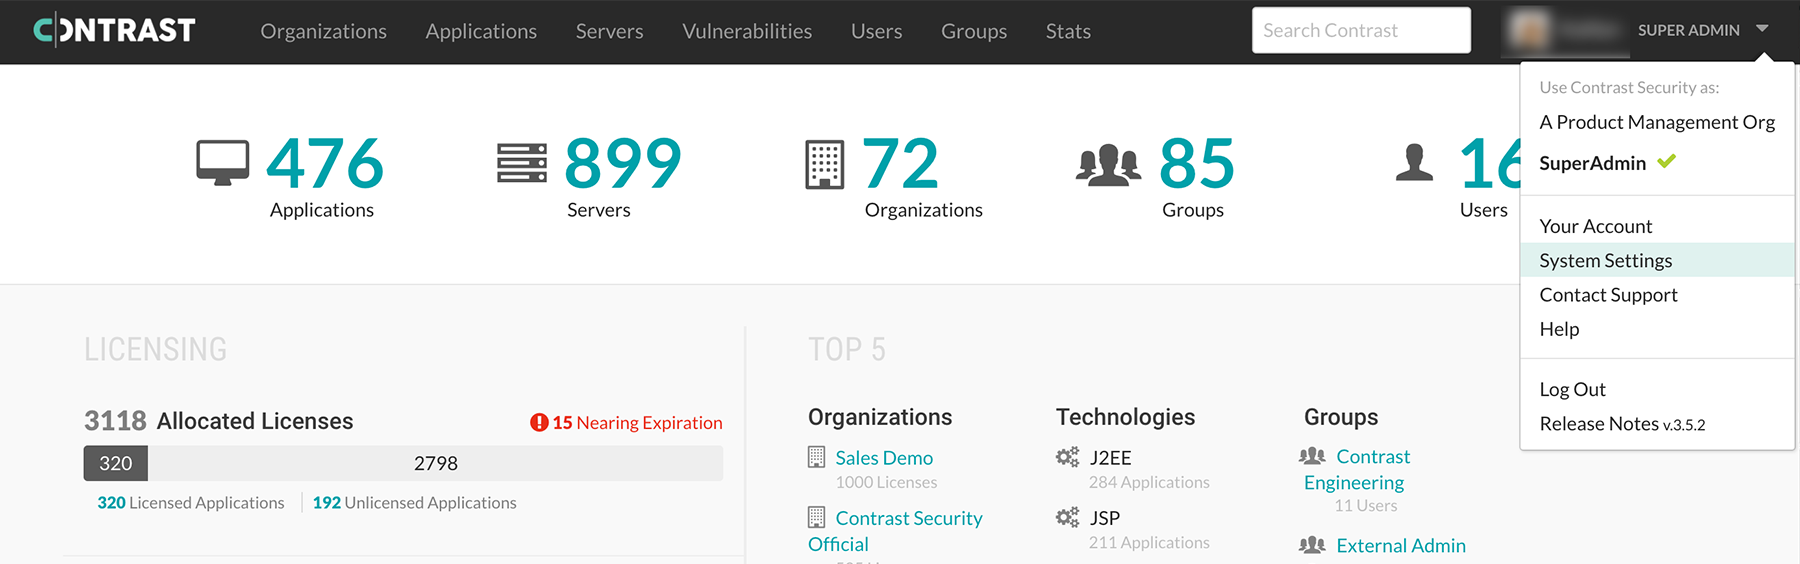 CONTRAST Organizations Applications Servers Vulnerabilities Users Groups Stats Search Contrast SUPER ADMIN
Use Contrast Security as:
A Product Management Org
SuperAdmin
Your Account
System Settings
Contact Support
Help
Log Out
Release Notes v.3.5.2
476
Applications
899
Servers
72
Organizations
85
Groups
Users
LICENSING
3118 Allocated Licenses
15 Nearing Expiration
320 2798
320 Licensed Applications 192 Unlicensed Applications
TOP 5
Organizations
Sales Demo
1000 Licenses
Contrast Security
Official
Technologies
J2EE
284 Applications
JSP
211 Applications
Groups
Contrast
Engineering
11 Users
External Admin